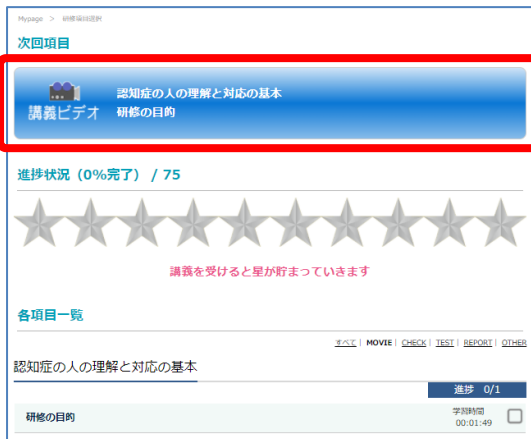 Mypage > 研修項目選択
次回項目
講義ビデオ
認知症の人の理解と対応の基本
研修の目的
進捗状況（0%完了）/ 75
講義を受けると星が貯まっていきます
各項目一覧
すべて | MOVIE | CHECK | TEST | REPORT | OTHER
認知症の人の理解と対応の基本
進捗 0/1
研修の目的
学習時間
00:01:49